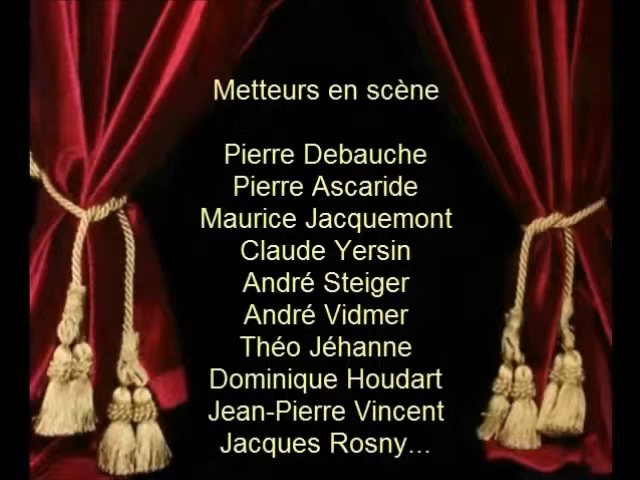 Metteurs en scène
Pierre Debauche
Pierre Ascaride
Maurice Jacquemont
Claude Yersin
André Steiger
André Vidmer
Théo Jéhanne
Dominique Houdart
Jean-Pierre Vincent
Jacques Rosny...